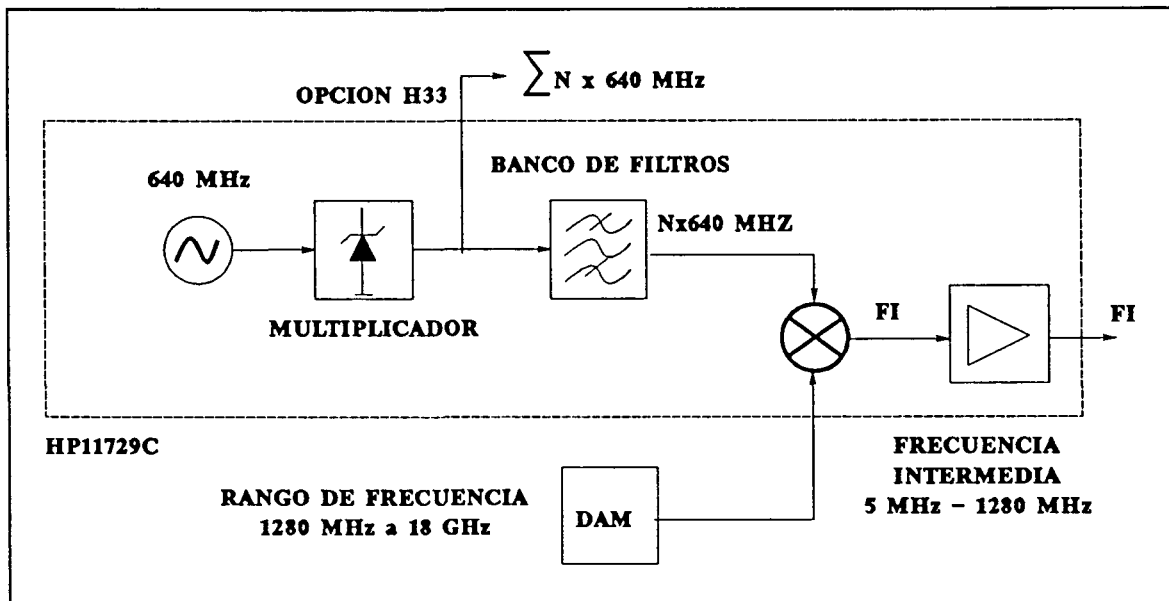 OPCION H33
∑N x 640 MHz
640 MHz
BANCO DE FILTROS
Nx640 MHZ
MULTIPLICADOR
FI
FI
HP11729C
RANGO DE FRECUENCIA
1280 MHz a 18 GHz
DAM
FRECUENCIA
INTERMEDIA
5 MHz – 1280 MHz